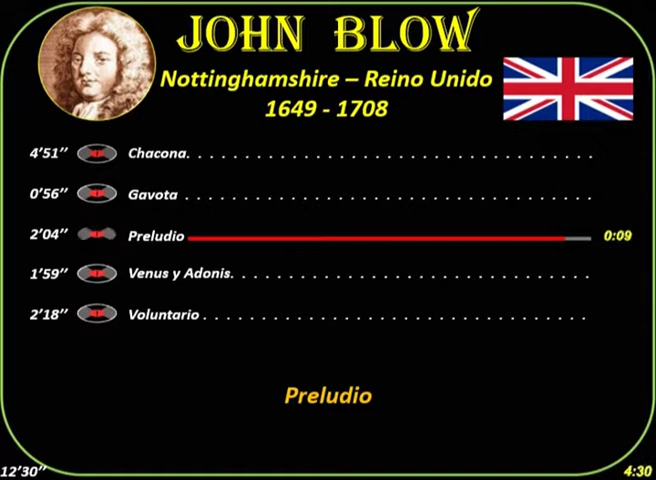 JOHN BLOW
Nottinghamshire – Reino Unido
1649 - 1708
4’51’’ Chacona. . . . . . . . . . . . . . . . . . . . . . . . . . . . .
0’56’’ Gavota . . . . . . . . . . . . . . . . . . . . . . . . . . . . .
2’04’’ Preludio 0:09
1’59’’ Venus y Adonis. . . . . . . . . . . . . . . . . . . . . . . . . .
2’18’’ Voluntario . . . . . . . . . . . . . . . . . . . . . . . . . . . .
Preludio
12’30’’ 4:30